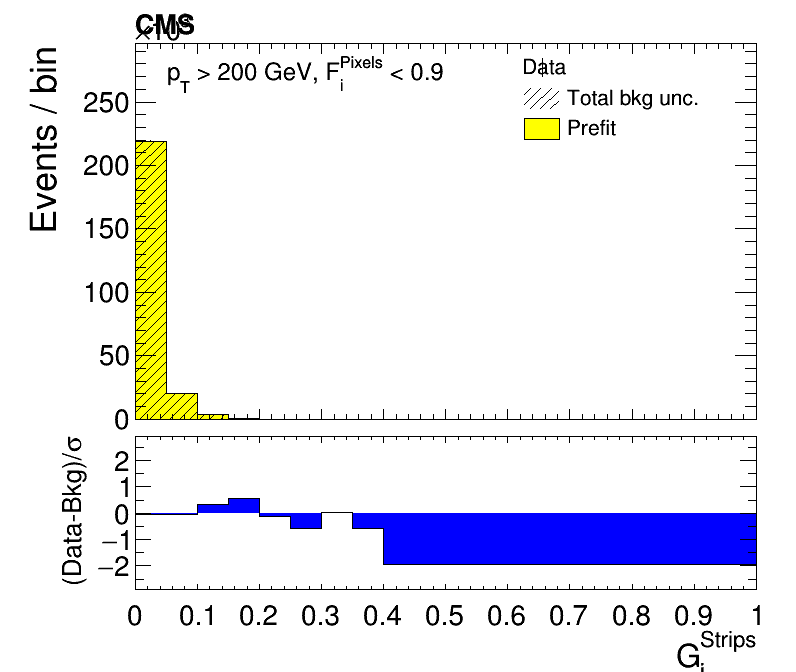 CMS
×10³
Events / bin
p_T > 200 GeV, F_i^Pixels < 0.9
Data
Total bkg unc.
Prefit
250
200
150
100
50
0
(Data-Bkg)/σ
2
1
0
−1
−2
0 0.1 0.2 0.3 0.4 0.5 0.6 0.7 0.8 0.9 1
G_i^Strips